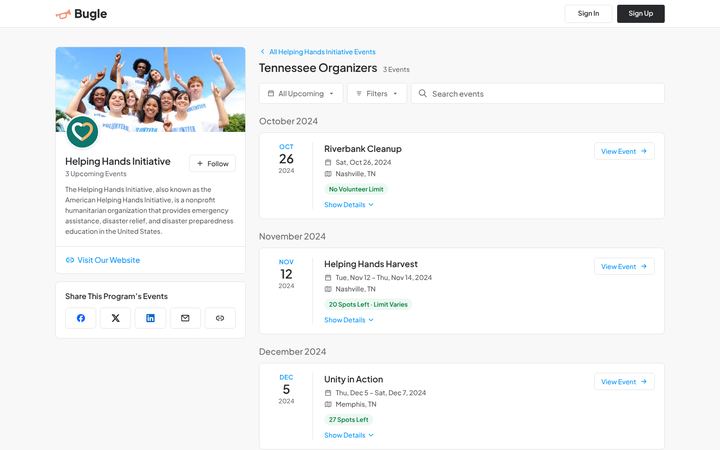 Bugle
Sign In
Sign Up
Helping Hands Initiative
3 Upcoming Events
Follow
The Helping Hands Initiative, also known as the
American Helping Hands Initiative, is a nonprofit
humanitarian organization that provides emergency
assistance, disaster relief, and disaster preparedness
education in the United States.
Visit Our Website
Share This Program's Events
All Helping Hands Initiative Events
Tennessee Organizers 3 Events
All Upcoming
Filters
Search events
October 2024
OCT
26
2024
Riverbank Cleanup
Sat, Oct 26, 2024
Nashville, TN
No Volunteer Limit
Show Details
View Event
November 2024
NOV
12
2024
Helping Hands Harvest
Tue, Nov 12 – Thu, Nov 14, 2024
Nashville, TN
20 Spots Left · Limit Varies
Show Details
View Event
December 2024
DEC
5
2024
Unity in Action
Thu, Dec 5 – Sat, Dec 7, 2024
Memphis, TN
27 Spots Left
Show Details
View Event